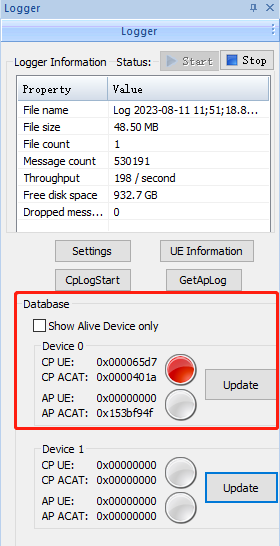 Logger
Logger
Logger Information Status: Start Stop
Property Value
File name Log 2023-08-11 11;51;18.8...
File size 48.50 MB
File count 1
Message count 530191
Throughput 198 / second
Free disk space 932.7 GB
Dropped mess... 0
Settings UE Information
CpLogStart GetApLog
Database
Show Alive Device only
Device 0
CP UE: 0x000065d7
CP ACAT: 0x0000401a
Update
AP UE: 0x00000000
AP ACAT: 0x153bf94f
Device 1
CP UE: 0x00000000
CP ACAT: 0x00000000
Update
AP UE: 0x00000000
AP ACAT: 0x00000000